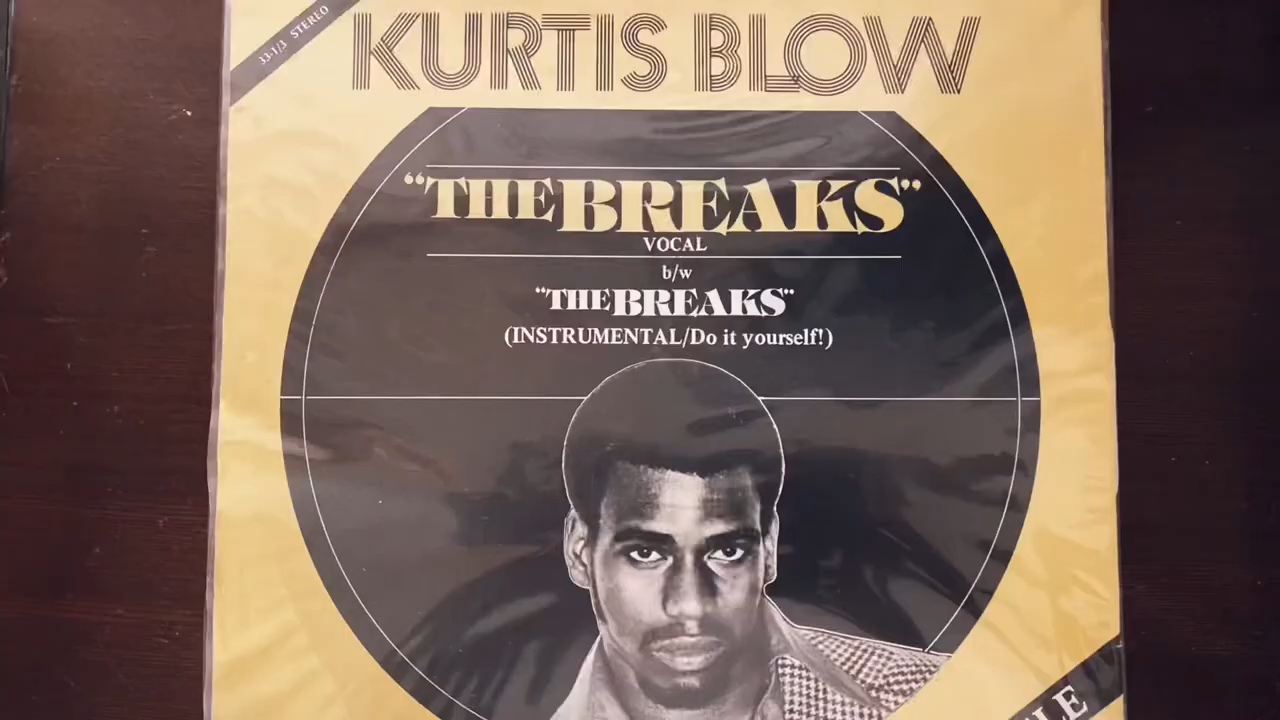 33-1/3 STEREO
KURTIS BLOW
“THE BREAKS”
VOCAL
b/w
“THE BREAKS”
(INSTRUMENTAL/Do it yourself!)